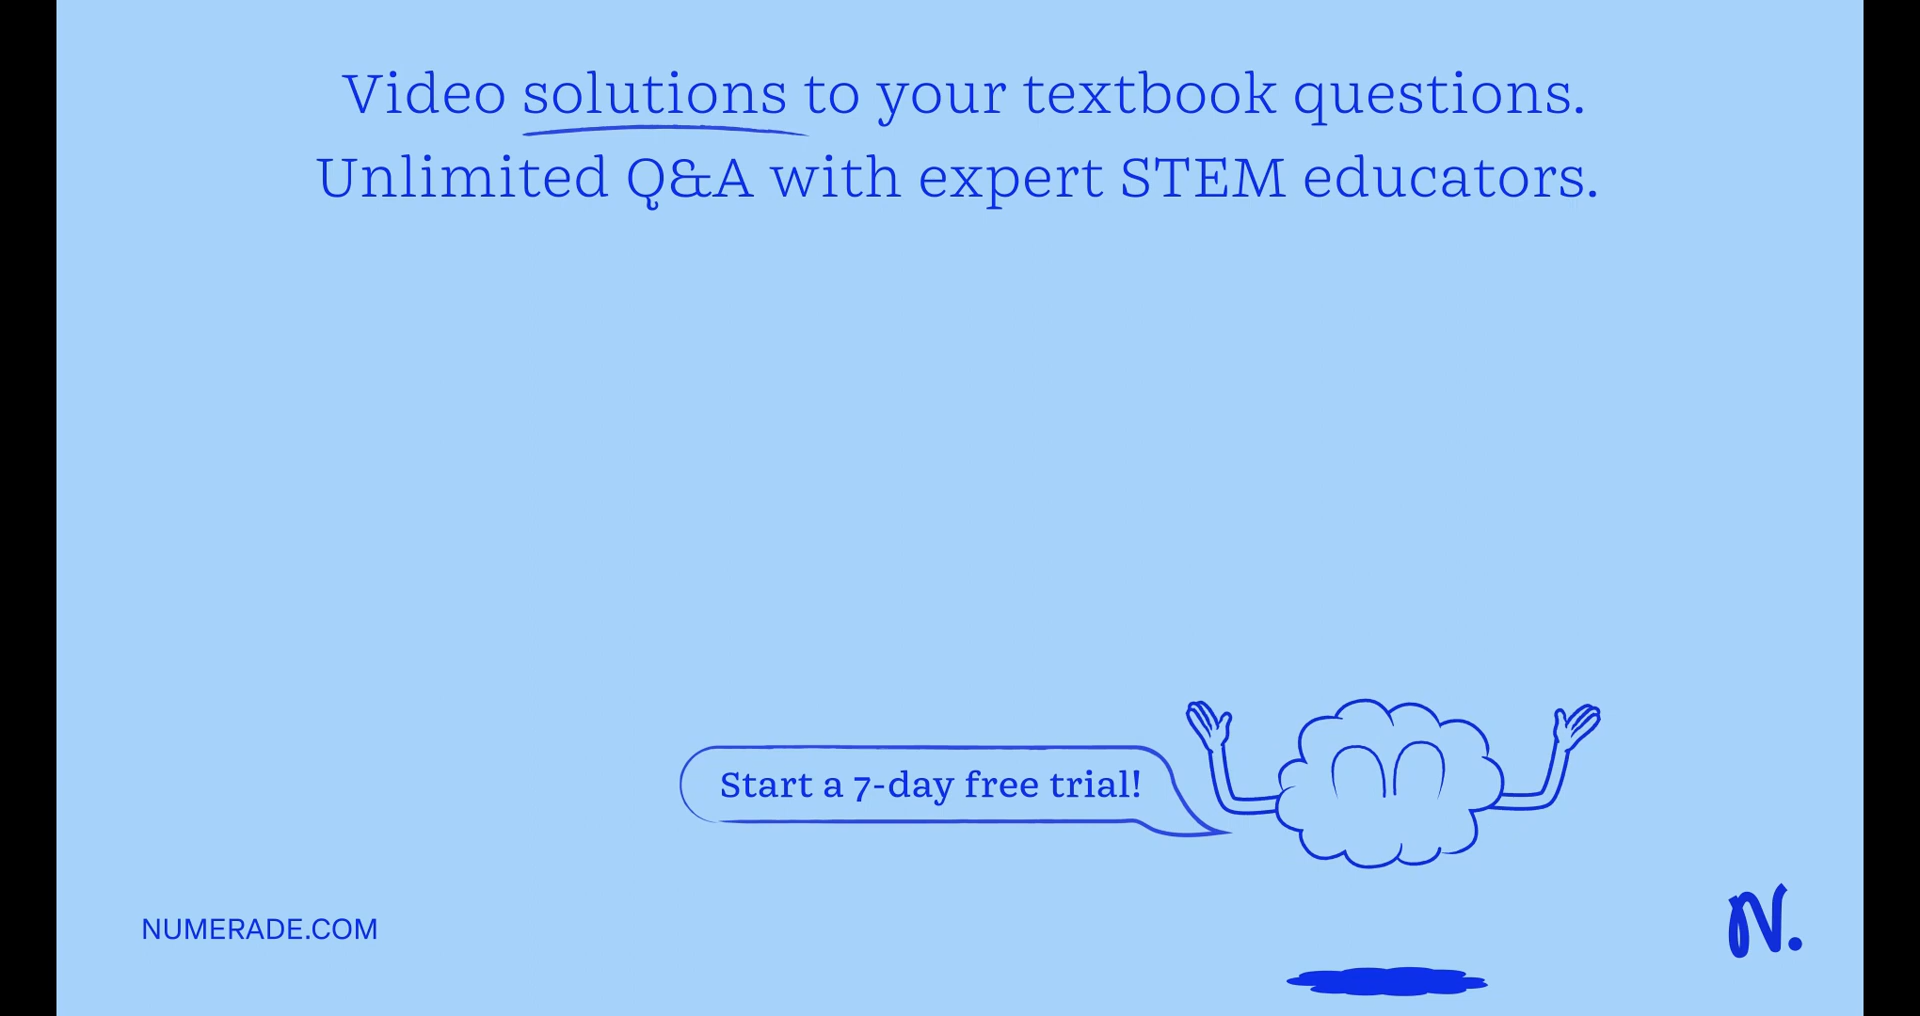 Video solutions to your textbook questions.
Unlimited Q&A with expert STEM educators.
Start a 7-day free trial!
NUMERADE.COM
N.